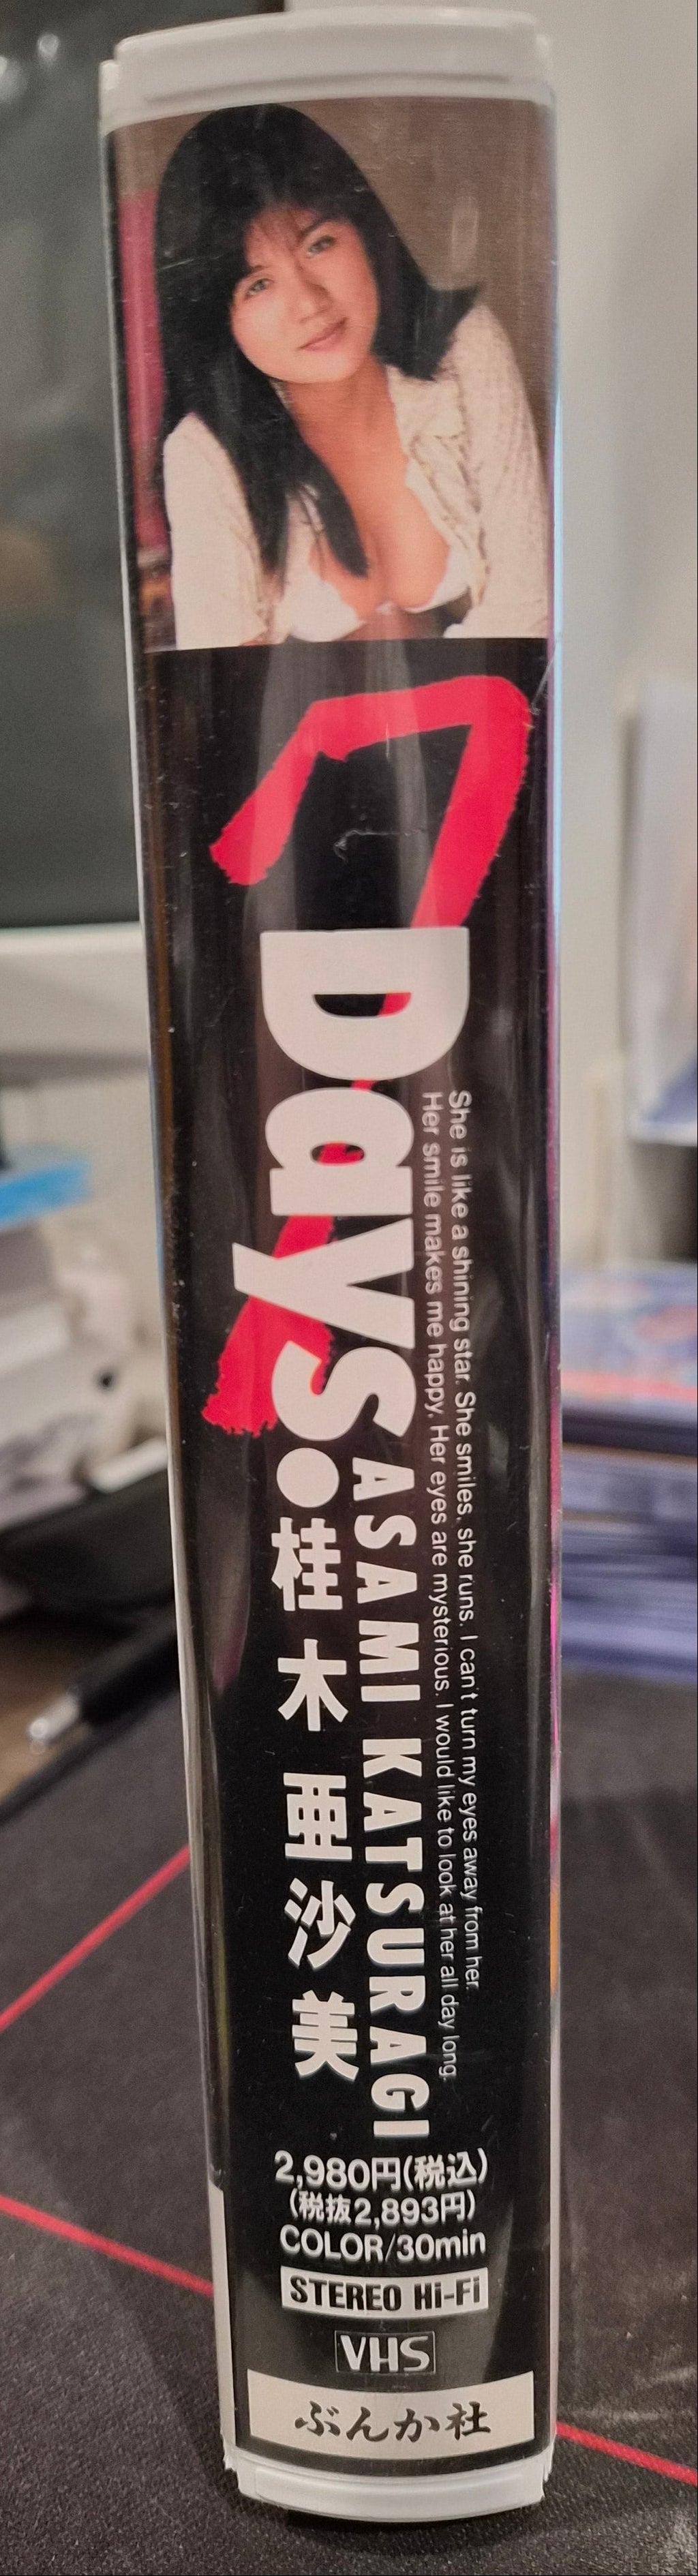 7Days●桂木亜沙美
ASAMI KATSURAGI
She is like a shining star. She smiles, she runs. I can't turn my eyes away from her.
Her smile makes me happy. Her eyes are mysterious. I would like to look at her all day long.
2,980円(税込)
(税抜2,893円)
COLOR/30min
STEREO Hi-Fi
VHS
ぶんか社